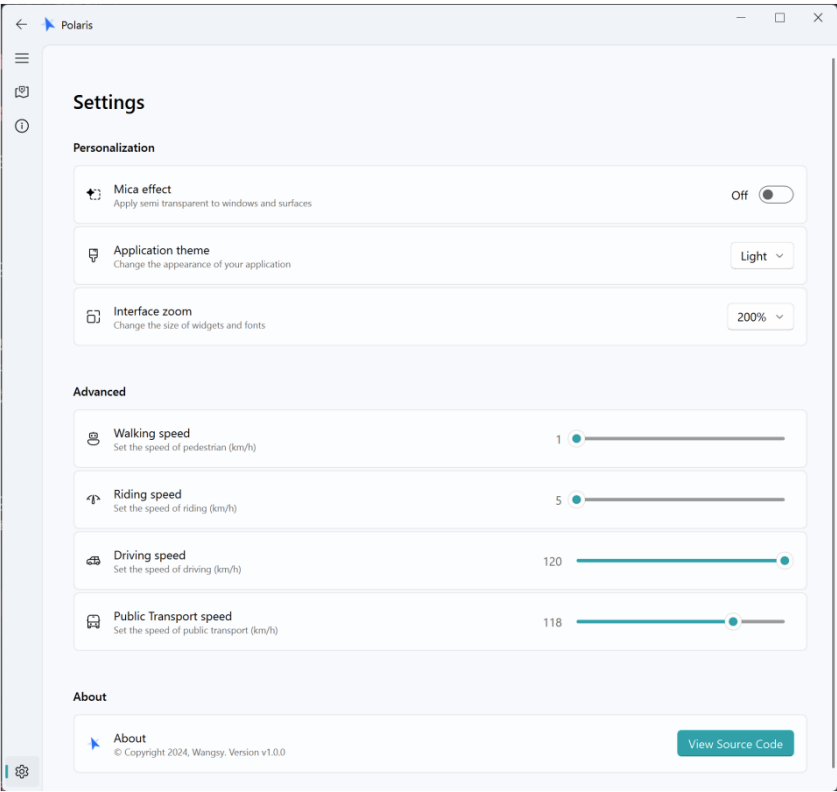 Polaris
Settings
Personalization
Mica effect
Apply semi transparent to windows and surfaces
Off
Application theme
Change the appearance of your application
Light
Interface zoom
Change the size of widgets and fonts
200%
Advanced
Walking speed
Set the speed of pedestrian (km/h)
1
Riding speed
Set the speed of riding (km/h)
5
Driving speed
Set the speed of driving (km/h)
120
Public Transport speed
Set the speed of public transport (km/h)
118
About
About
© Copyright 2024, Wangsy. Version v1.0.0
View Source Code